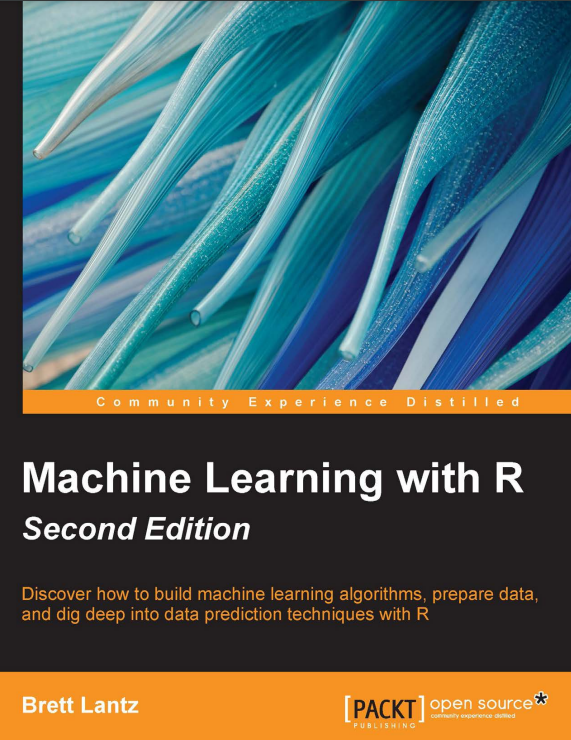 Community Experience Distilled
Machine Learning with R
Second Edition
Discover how to build machine learning algorithms, prepare data,
and dig deep into data prediction techniques with R
Brett Lantz
[PACKT] open source*
PUBLISHING community experience distilled